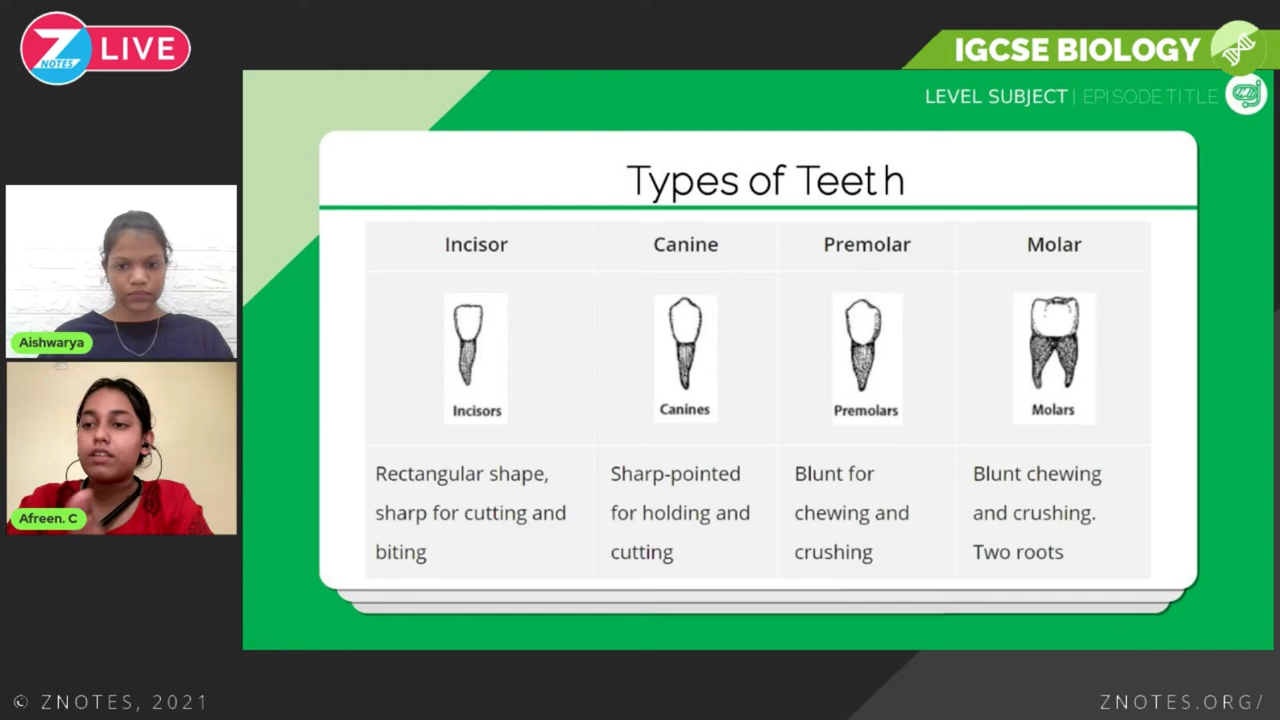 Z NOTES LIVE
IGCSE BIOLOGY
LEVEL SUBJECT | EPISODE TITLE
Types of Teeth
Incisor
Canine
Premolar
Molar
Incisors
Canines
Premolars
Molars
Rectangular shape,
sharp for cutting and
biting
Sharp-pointed
for holding and
cutting
Blunt for
chewing and
crushing
Blunt chewing
and crushing.
Two roots
Aishwarya
Afreen. C
© ZNOTES, 2021
ZNOTES.ORG/